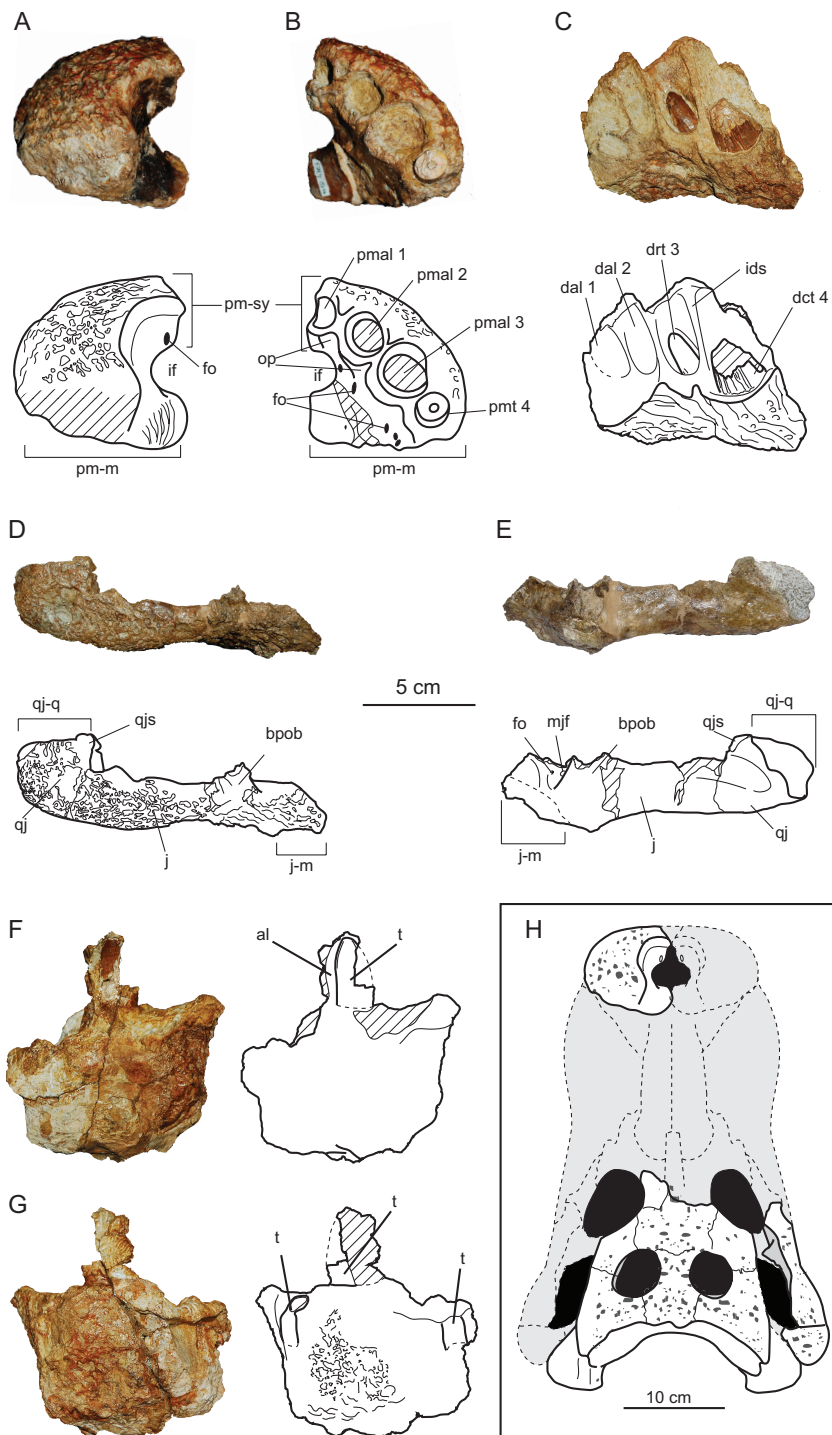 A
B
C
pmal 1
pmal 2
pm-sy
pmal 3
op
if
fo
if
fo
pmt 4
pm-m
pm-m
drt 3
dal 2
ids
dal 1
dct 4
D
E
5 cm
qj-q
qjs
bpob
qj
j
j-m
qj-q
fo
mjf
bpob
qjs
j-m
j
qj
F
al
t
G
t
t
t
H
10 cm